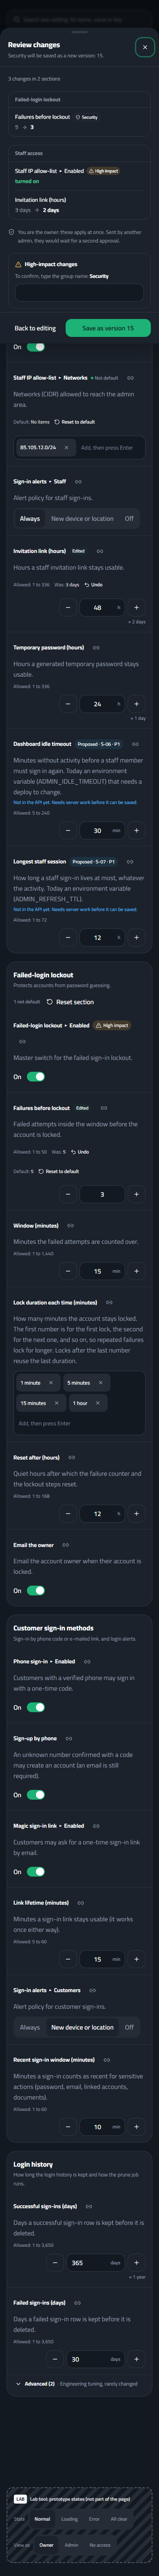 Review changes
Security will be saved as a new version: 15.
3 changes in 2 sections
Failed-login lockout
Failures before lockout Security
5 → 3
Staff access
Staff IP allow-list ▸ Enabled High impact
turned on
Invitation link (hours)
3 days → 2 days
You are the owner: these apply at once. Sent by another
admin, they would wait for a second approval.
High-impact changes
To confirm, type the group name: Security
Back to editing
Save as version 15
On
Staff IP allow-list ▸ Networks Not default
Networks (CIDR) allowed to reach the admin
area.
Default: No items Reset to default
85.105.12.0/24 × Add, then press Enter
Sign-in alerts ▸ Staff
Alert policy for staff sign-ins.
Always New device or location Off
Invitation link (hours) Edited
Hours a staff invitation link stays usable.
Allowed: 1 to 336 Was: 3 days Undo
− 48 h +
= 2 days
Temporary password (hours)
Hours a generated temporary password stays
usable.
Allowed: 1 to 336
− 24 h +
= 1 day
Dashboard idle timeout Proposed · S-06 · P1
Minutes without activity before a staff member
must sign in again. Today an environment
variable (ADMIN_IDLE_TIMEOUT) that needs a
deploy to change.
Not in the API yet. Needs server work before it can be saved.
Allowed: 5 to 240
− 30 min +
Longest staff session Proposed · S-07 · P1
How long a staff sign-in lives at most, whatever
the activity. Today an environment variable
(ADMIN_REFRESH_TTL).
Not in the API yet. Needs server work before it can be saved.
Allowed: 1 to 72
− 12 h +
Failed-login lockout
Protects accounts from password guessing.
1 not default Reset section
Failed-login lockout ▸ Enabled High impact
Master switch for the failed sign-in lockout.
On
Failures before lockout Edited
Failed attempts inside the window before the
account is locked.
Allowed: 1 to 50 Was: 5 Undo
Default: 5 Reset to default
− 3 +
Window (minutes)
Minutes the failed attempts are counted over.
Allowed: 1 to 1,440
− 15 min +
Lock duration each time (minutes)
How many minutes the account stays locked.
The first number is for the first lock, the second
for the next one, and so on, so repeated failures
lock for longer. Locks after the last number
reuse the last duration.
1 minute × 5 minutes ×
15 minutes × 1 hour ×
Add, then press Enter
Reset after (hours)
Quiet hours after which the failure counter and
the lockout steps reset.
Allowed: 1 to 168
− 12 h +
Email the owner
Email the account owner when their account is
locked.
On
Customer sign-in methods
Sign-in by phone code or e-mailed link, and login alerts.
Phone sign-in ▸ Enabled
Customers with a verified phone may sign in
with a one-time code.
On
Sign-up by phone
An unknown number confirmed with a code
may create an account (an email is still
required).
On
Magic sign-in link ▸ Enabled
Customers may ask for a one-time sign-in link
by email.
On
Link lifetime (minutes)
Minutes a sign-in link stays usable (it works
once either way).
Allowed: 5 to 60
− 15 min +
Sign-in alerts ▸ Customers
Alert policy for customer sign-ins.
Always New device or location Off
Recent sign-in window (minutes)
Minutes a sign-in counts as recent for sensitive
actions (password, email, linked accounts,
documents).
Allowed: 1 to 60
− 10 min +
Login history
How long the login history is kept and how the prune job
runs.
Successful sign-ins (days)
Days a successful sign-in row is kept before it is
deleted.
Allowed: 1 to 3,650
− 365 days +
= 1 year
Failed sign-ins (days)
Days a failed sign-in row is kept before it is
deleted.
Allowed: 1 to 3,650
− 30 days +
Advanced (2) · Engineering tuning, rarely changed
LAB Lab tool: prototype states (not part of the page)
State Normal Loading Error All clear
View as Owner Admin No access